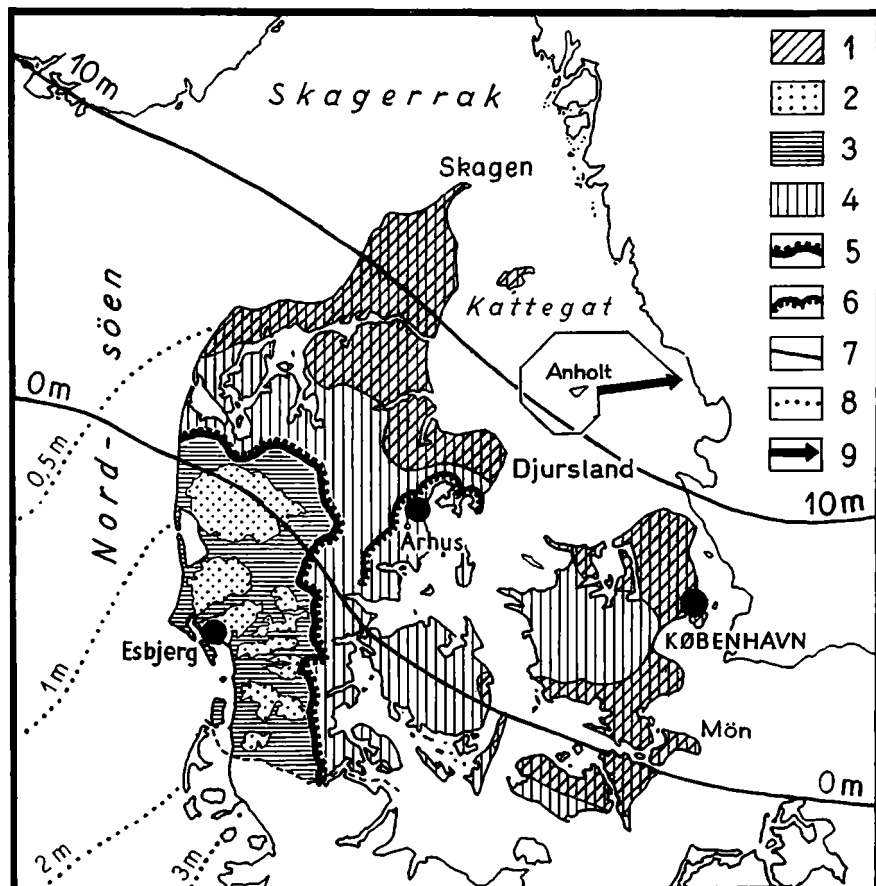 10m
Skagerrak
Skagen
Kattegat
Nord-
söen
0m
0,5m
Anholt
Djursland
10m
Århus
1m
Esbjerg
KØBENHAVN
Mön
0m
2m
3m
1
2
3
4
5
6
7
8
9